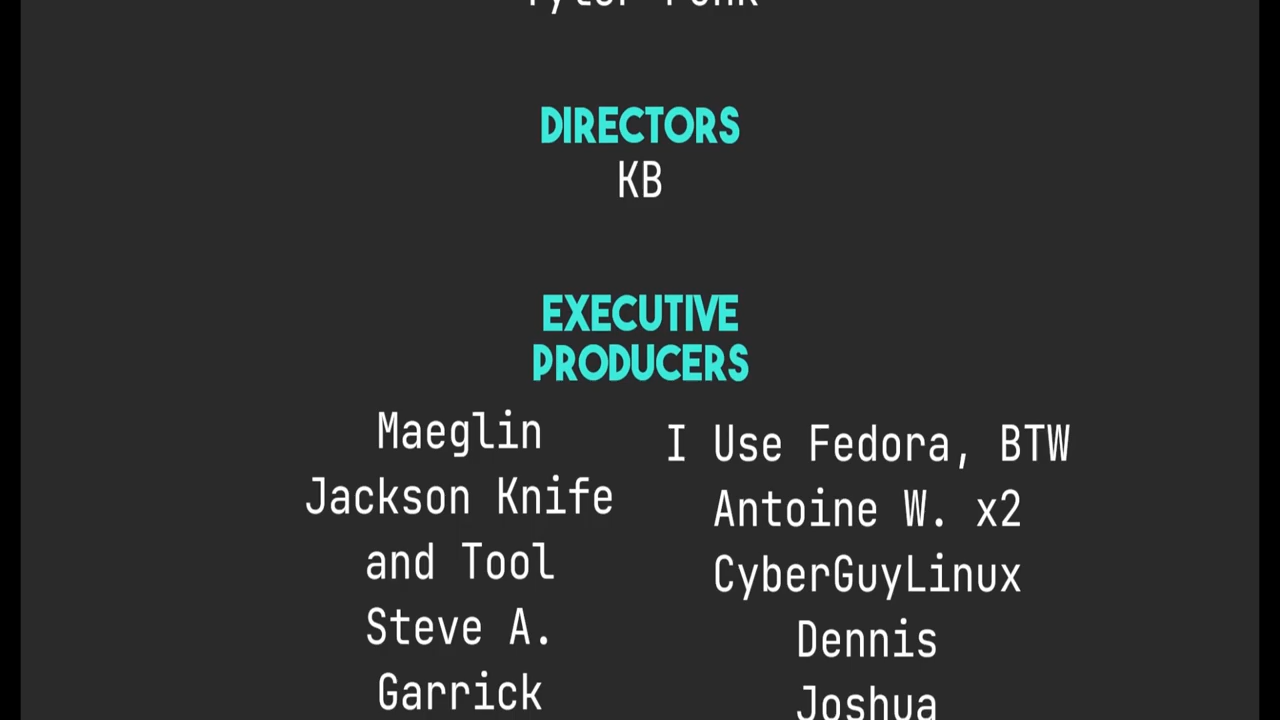 DIRECTORS
KB
EXECUTIVE
PRODUCERS
Maeglin
Jackson Knife
and Tool
Steve A.
Garrick
I Use Fedora, BTW
Antoine W. x2
CyberGuyLinux
Dennis
Joshua